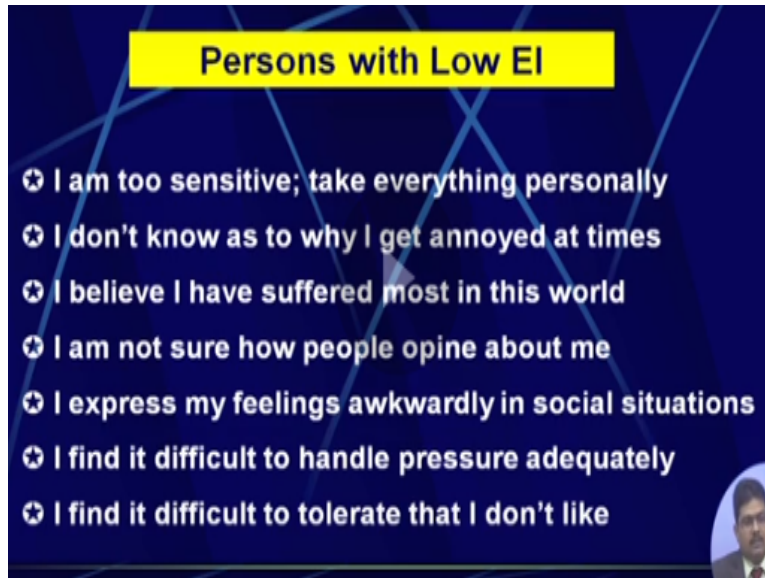 Persons with Low EI
I am too sensitive; take everything personally
I don't know as to why I get annoyed at times
I believe I have suffered most in this world
I am not sure how people opine about me
I express my feelings awkwardly in social situations
I find it difficult to handle pressure adequately
I find it difficult to tolerate that I don't like